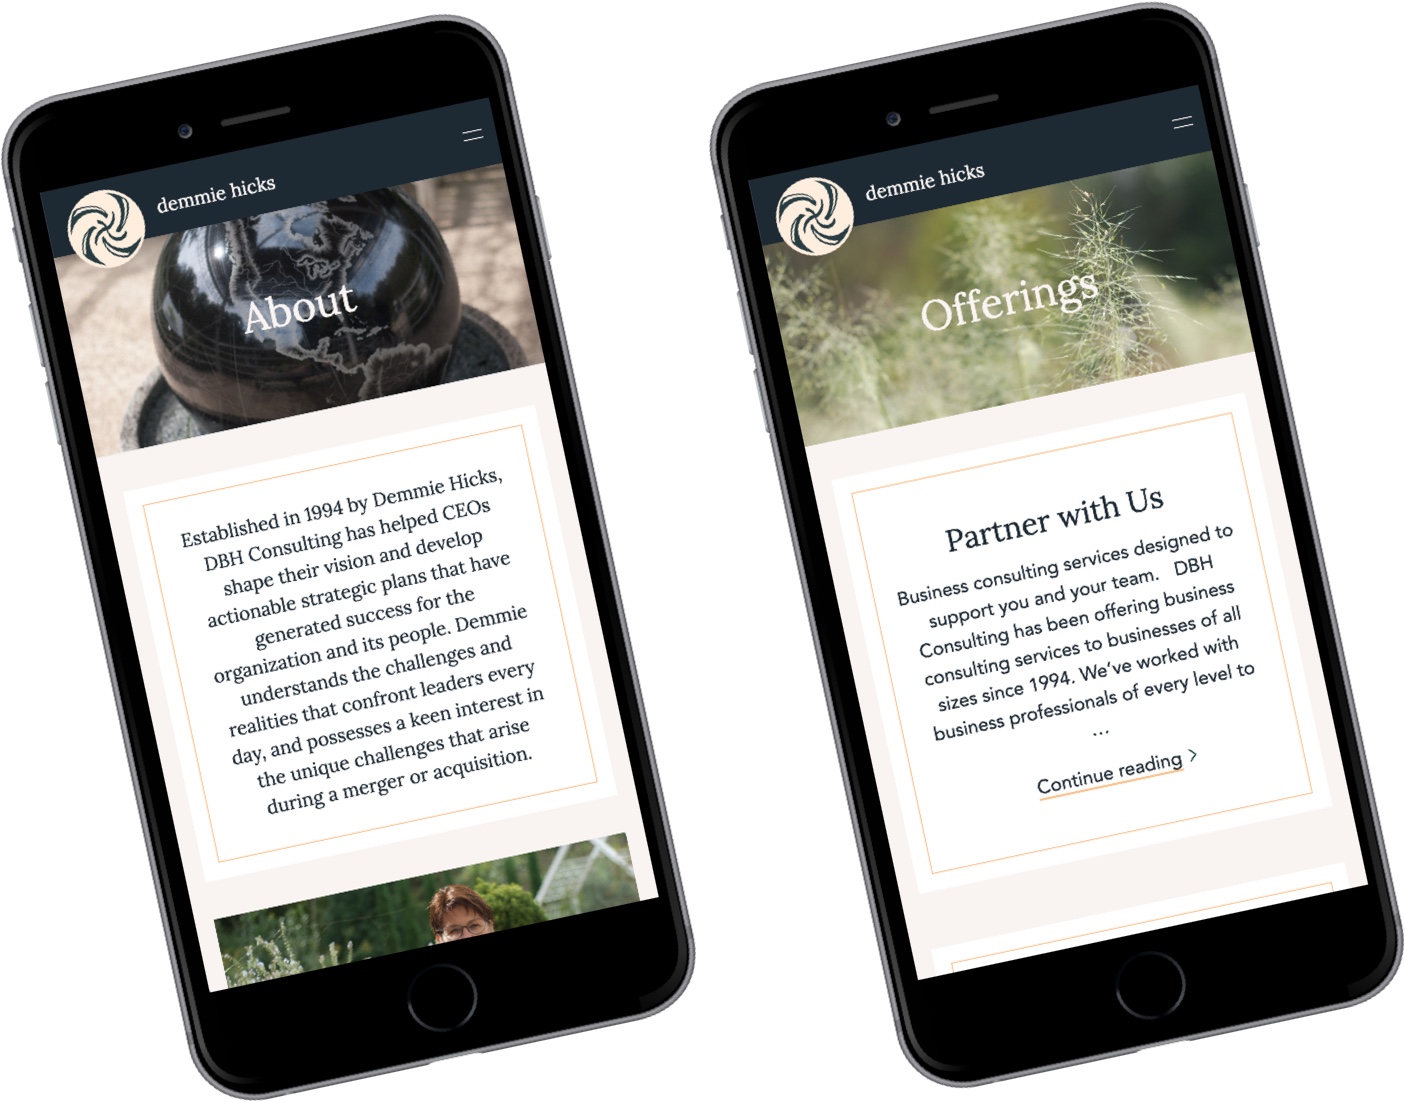 demmie hicks
About
Established in 1994 by Demmie Hicks,
DBH Consulting has helped CEOs
shape their vision and develop
actionable strategic plans that have
generated success for the
organization and its people. Demmie
understands the challenges and
realities that confront leaders every
day, and possesses a keen interest in
the unique challenges that arise
during a merger or acquisition.
demmie hicks
Offerings
Partner with Us
Business consulting services designed to
support you and your team.   DBH
Consulting has been offering business
consulting services to businesses of all
sizes since 1994. We’ve worked with
business professionals of every level to
…
Continue reading >